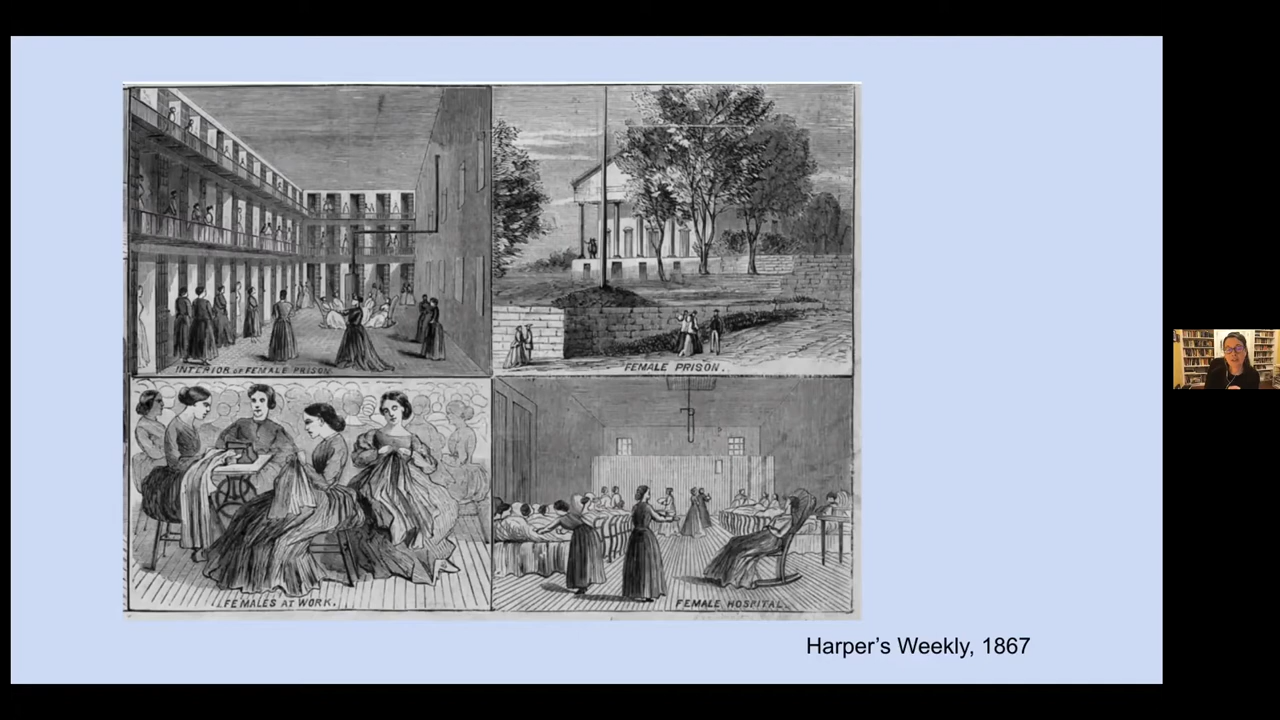 INTERIOR OF FEMALE PRISON
FEMALE PRISON.
FEMALES AT WORK.
FEMALE HOSPITAL.
Harper's Weekly, 1867